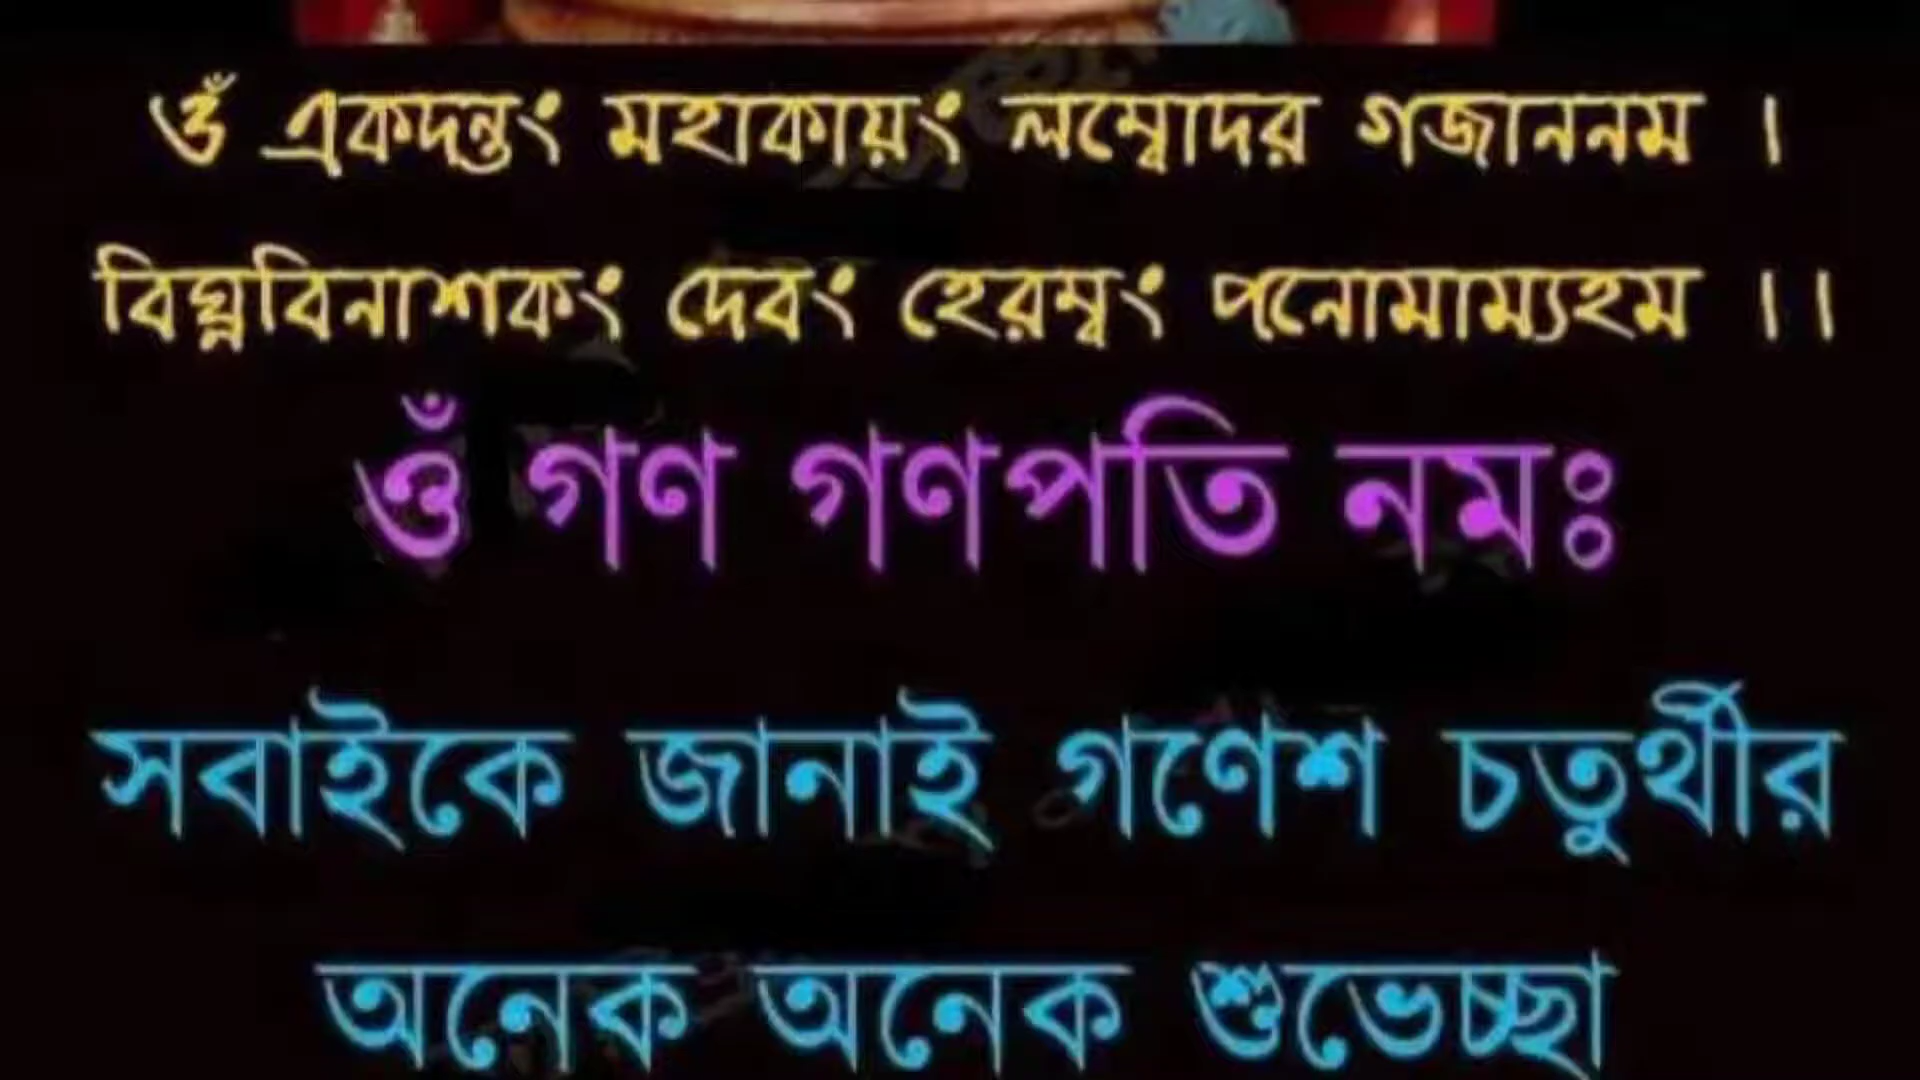 ওঁ একদন্তং মহাকায়ং লম্বোদর গজাননম ।
বিঘ্নবিনাশকং দেবং হেরম্বং পনোমাম্যহম ।।
ওঁ গণ গণপতি নমঃ
সবাইকে জানাই গণেশ চতুর্থীর
অনেক অনেক শুভেচ্ছা